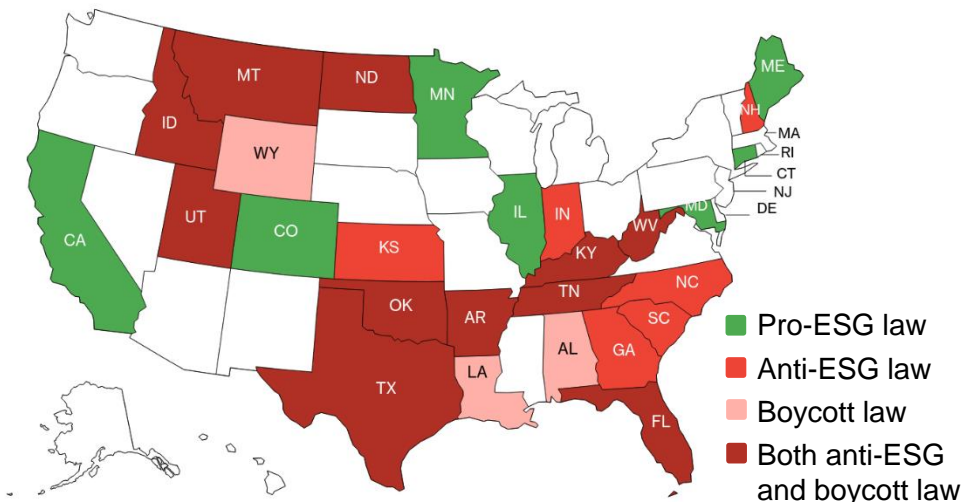 ME
MT
ND
MN
NH
ID
MA
WY
RI
CT
NJ
IL
IN
MD
DE
UT
CO
WV
CA
KS
KY
NC
TN
OK
AR
SC
AL
GA
LA
TX
FL
Pro-ESG law
Anti-ESG law
Boycott law
Both anti-ESG
and boycott law